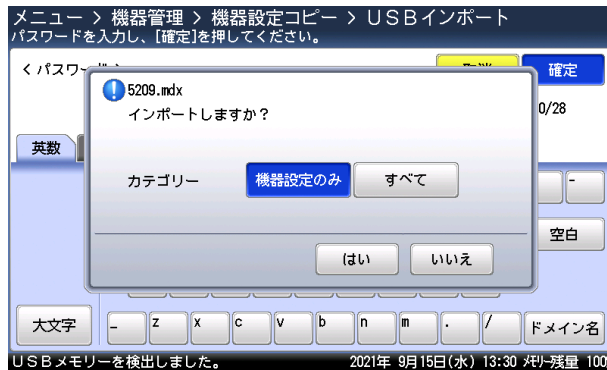 メニュー > 機器管理 > 機器設定コピー > USBインポート
パスワードを入力し、[確定]を押してください。
<パスワー
確定
5209.mdx
インポートしますか？
0/28
英数
カテゴリー 機器設定のみ すべて
-
空白
はい いいえ
大文字 _ z x c v b n m . / ドメイン名
USBメモリーを検出しました。 2021年 9月15日(水) 13:30 ﾒﾓﾘｰ残量 100